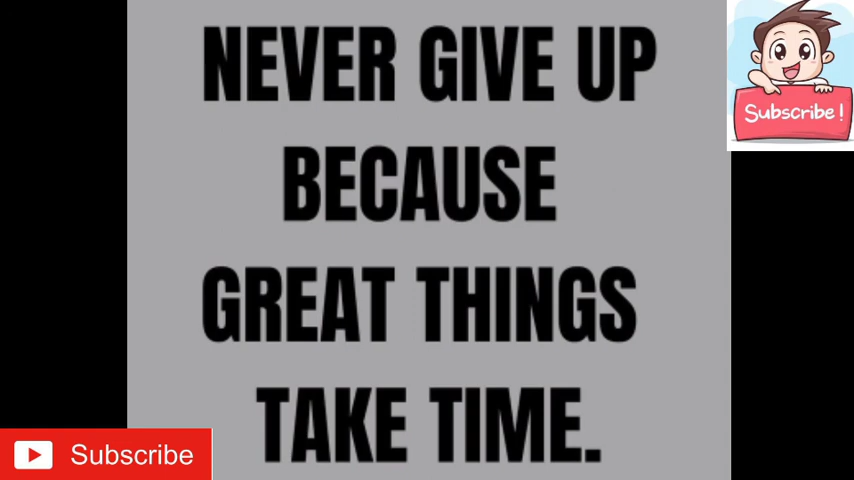 NEVER GIVE UP
Subscribe!
BECAUSE
GREAT THINGS
TAKE TIME.
Subscribe